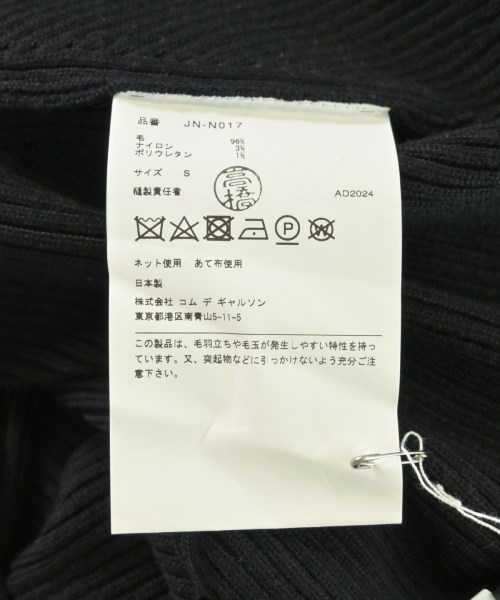 品番 JN-N017
毛 96%
ナイロン 3%
ポリウレタン 1%
サイズ S
縫製責任者 高橋 AD2024
ネット使用 あて布使用
日本製
株式会社 コム デ ギャルソン
東京都港区南青山5-11-5
この製品は、毛羽立ちや毛玉が発生しやすい特性を持っ
ています。又、突起物などに引っかけないよう充分ご注
意下さい。